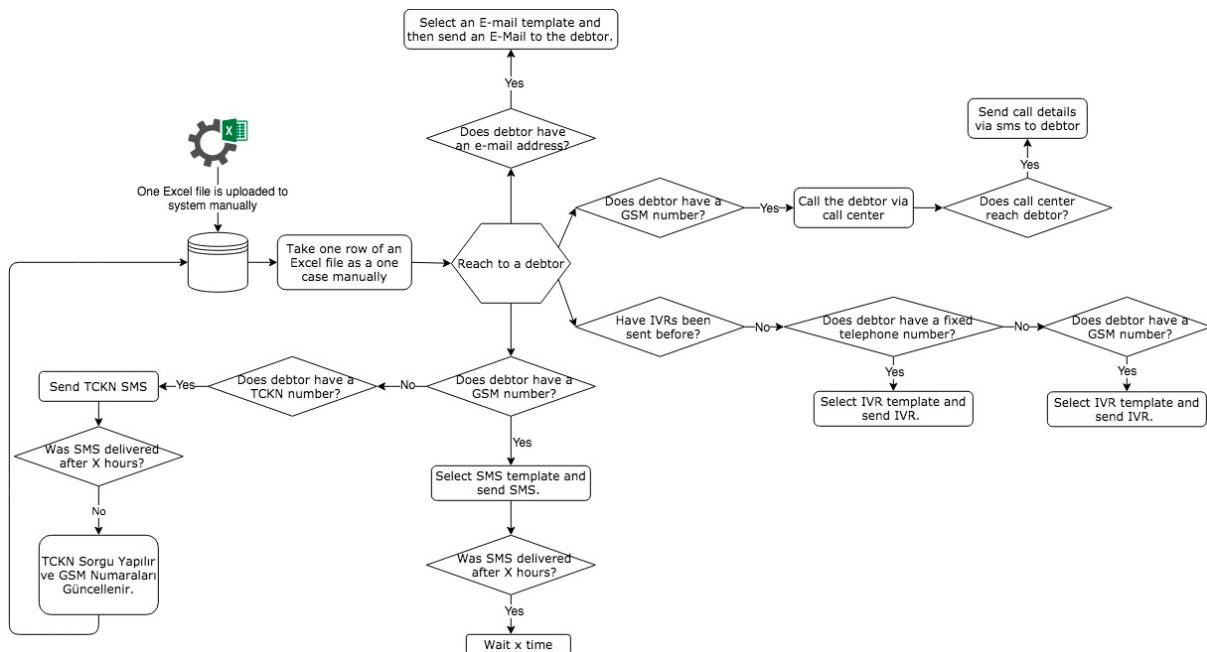 Select an E-mail template and
then send an E-Mail to the debtor.
Yes
Does debtor have
an e-mail address?
X
One Excel file is uploaded to
system manually
Take one row of an
Excel file as a one
case manually
Reach to a debtor
Does debtor have a
GSM number?
Yes
Call the debtor via
call center
Does call center
reach debtor?
Yes
Send call details
via sms to debtor
Have IVRs been
sent before?
No
Does debtor have a fixed
telephone number?
No
Does debtor have a
GSM number?
Yes
Select IVR template and
send IVR.
Yes
Select IVR template and
send IVR.
Does debtor have a
GSM number?
No
Does debtor have a
TCKN number?
Yes
Send TCKN SMS
Was SMS delivered
after X hours?
No
TCKN Sorgu Yapılır
ve GSM Numaraları
Güncellenir.
Yes
Select SMS template and
send SMS.
Was SMS delivered
after X hours?
Yes
Wait x time